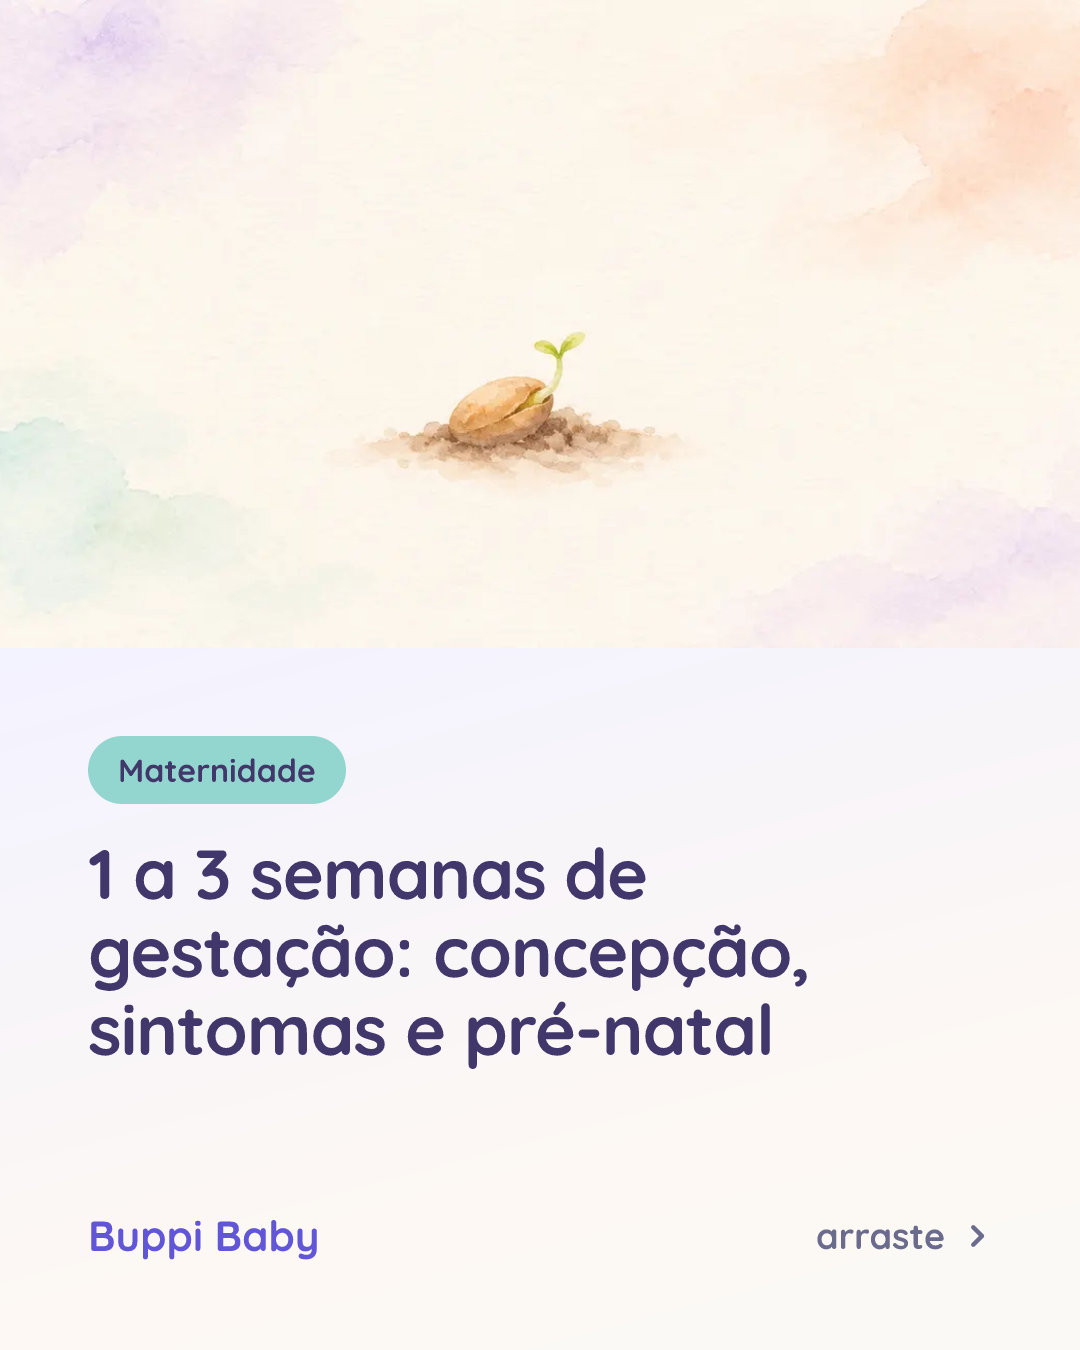 Maternidade
1 a 3 semanas de
gestação: concepção,
sintomas e pré-natal
Buppi Baby
arraste